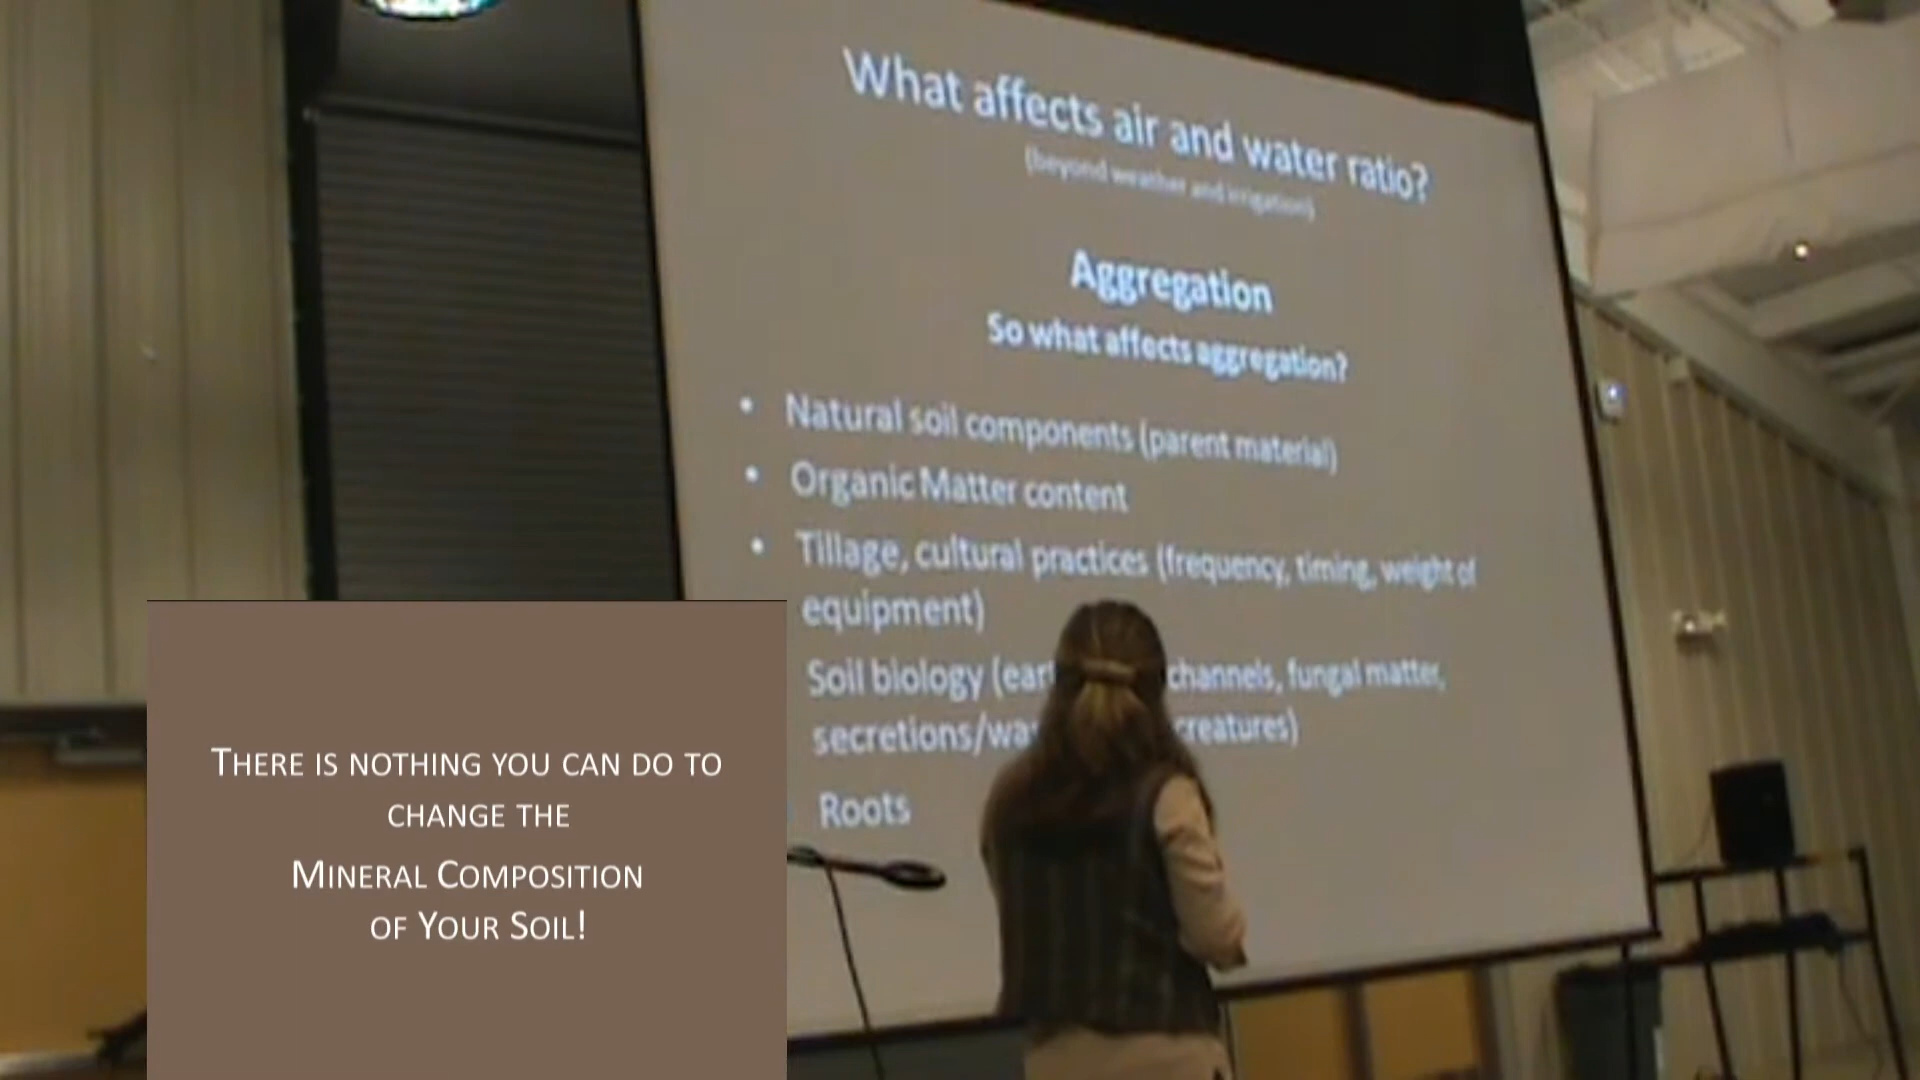 What affects air and water ratio?
(beyond weather and irrigation)
Aggregation
So what affects aggregation?
• Natural soil components (parent material)
• Organic Matter content
• Tillage, cultural practices (frequency, timing, weight of
equipment)
Soil biology (ear channels, fungal matter,
secretions/wa creatures)
Roots
THERE IS NOTHING YOU CAN DO TO
CHANGE THE
MINERAL COMPOSITION
OF YOUR SOIL!